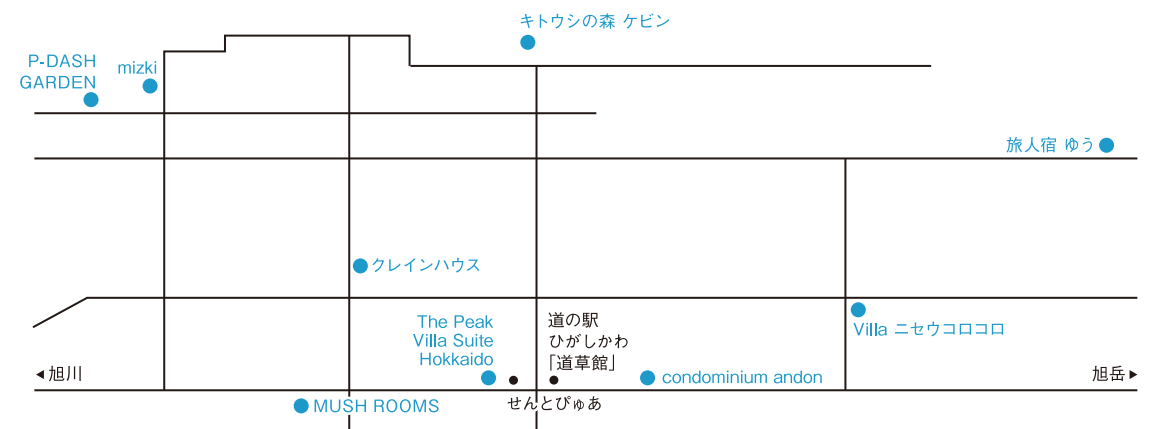 キトウシの森 ケビン
P-DASH
GARDEN
mizki
旅人宿 ゆう
クレインハウス
The Peak
Villa Suite
Hokkaido
道の駅
ひがしかわ
「道草館」
Villa ニセウコロコロ
◂旭川
condominium andon
旭岳▸
MUSH ROOMS
せんとぴゅあ